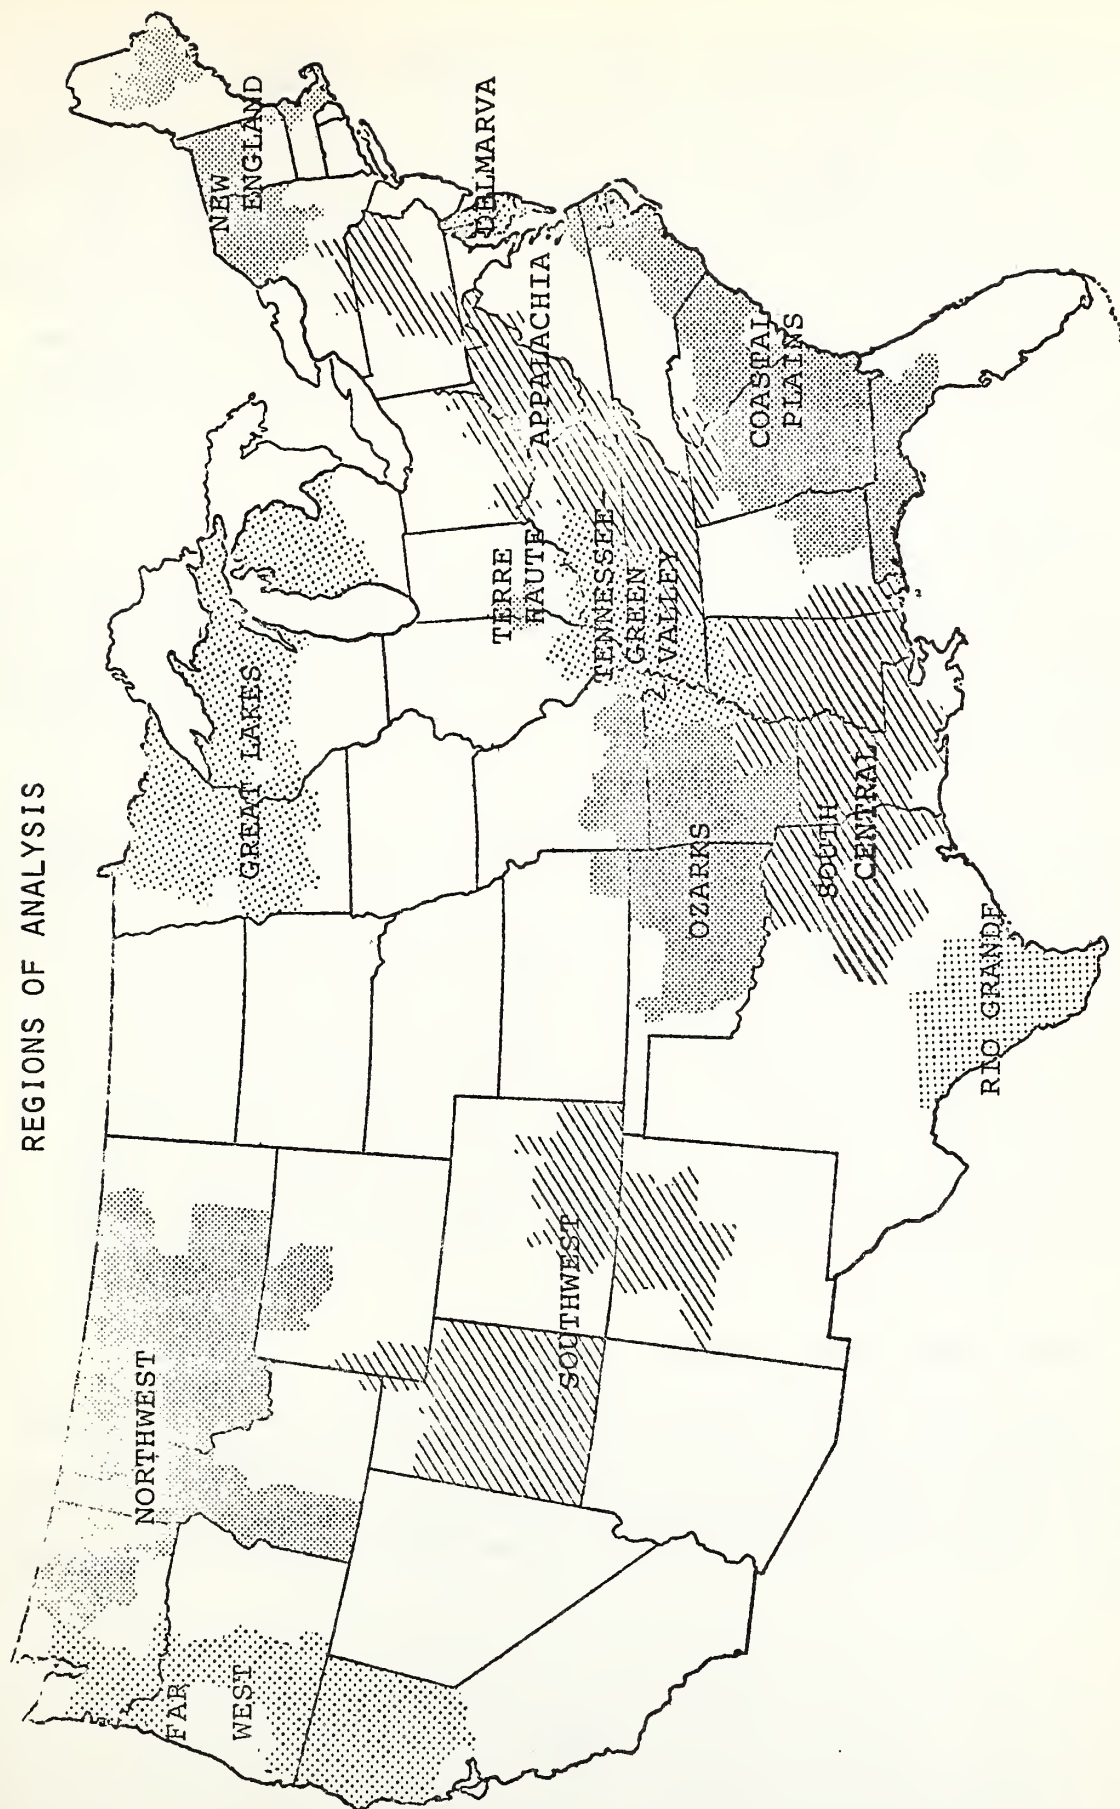 REGIONS OF ANALYSIS
NORTHWEST
FAR
WEST
SOUTHWEST
GREAT LAKES
NEW
ENGLAND
DELMARVA
APPALACHIA
TERRE
HAUTE
TENNESSEE-
GREEN
VALLEY
2
OZARKS
COASTAL
PLAINS
SOUTH
CENTRAL
RIO GRANDE